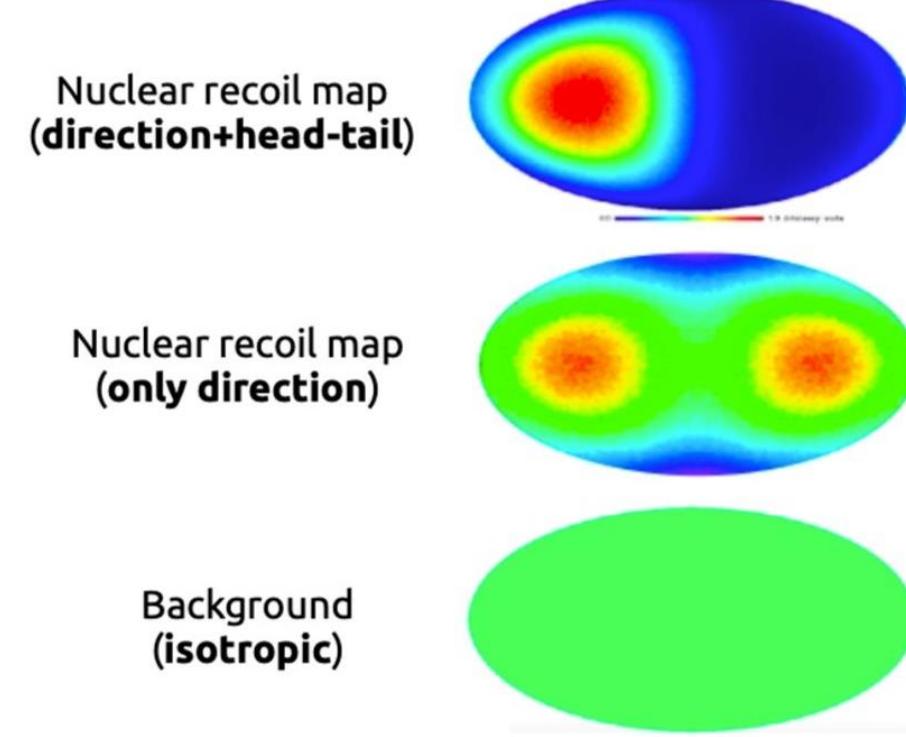 Nuclear recoil map
(direction+head-tail)
Nuclear recoil map
(only direction)
Background
(isotropic)